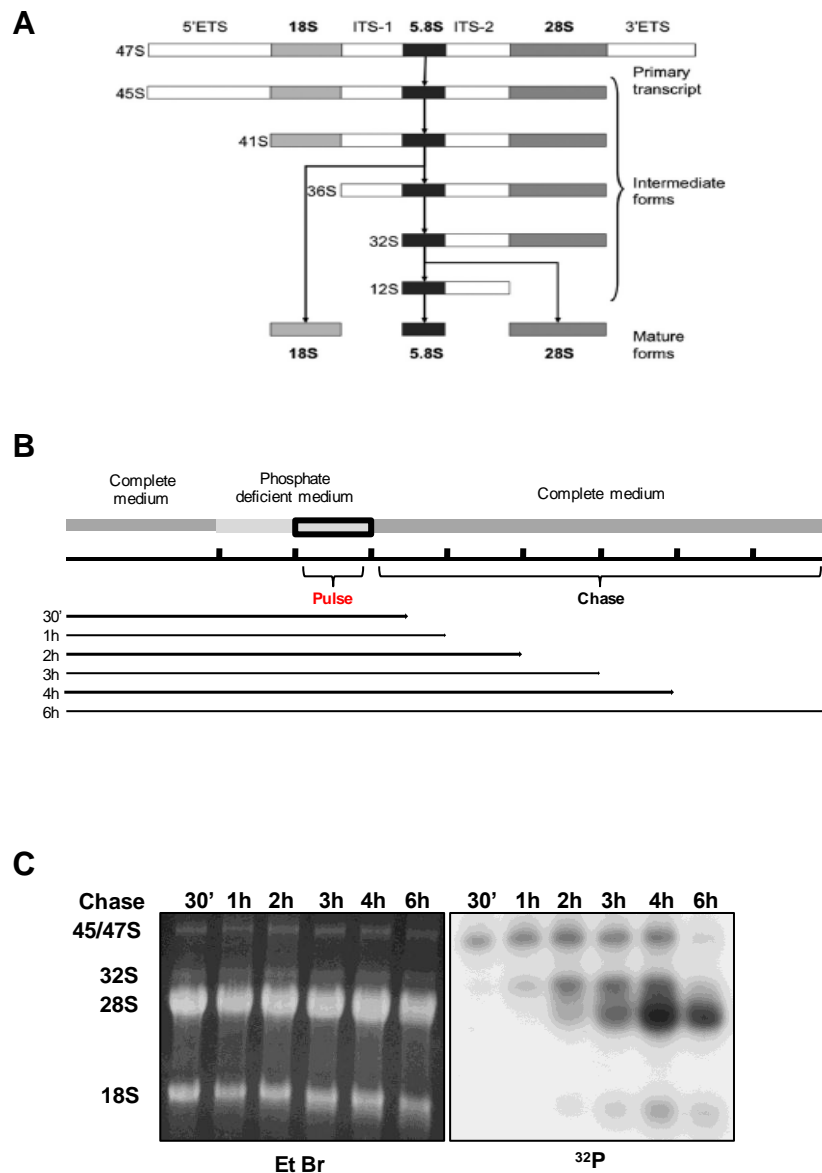 A
5'ETS 18S ITS-1 5.8S ITS-2 28S 3'ETS
47S
Primary
transcript
45S
41S
36S
Intermediate
forms
32S
12S
Mature
forms
18S 5.8S 28S
B
Complete
medium
Phosphate
deficient medium
Complete medium
Pulse
Chase
30'
1h
2h
3h
4h
6h
C
Chase 30' 1h 2h 3h 4h 6h 30' 1h 2h 3h 4h 6h
45/47S
32S
28S
18S
Et Br
32P